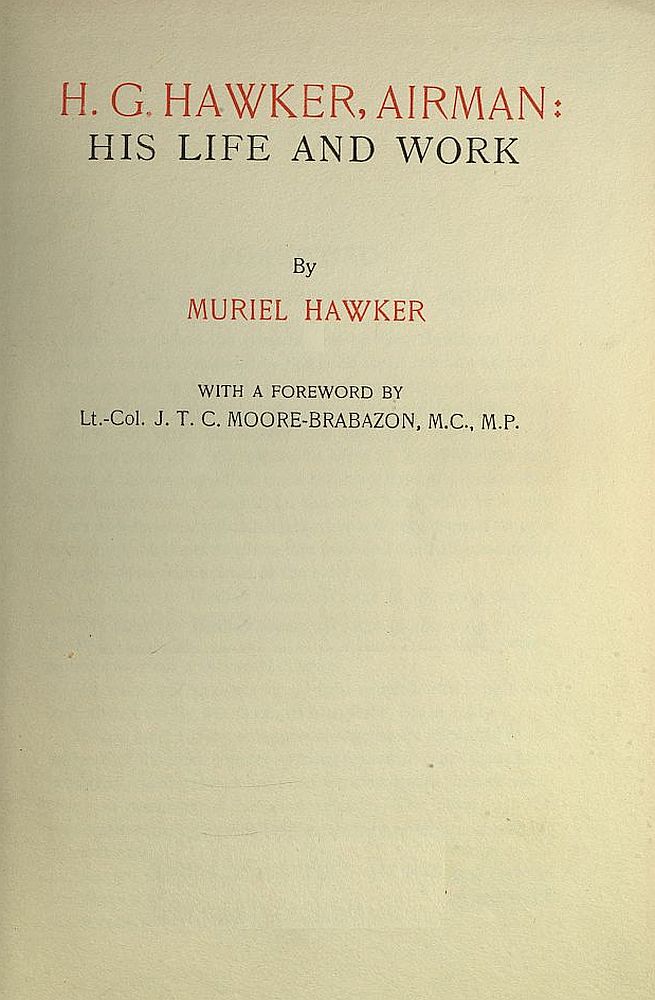 H. G. HAWKER, AIRMAN:
HIS LIFE AND WORK
By
MURIEL HAWKER
WITH A FOREWORD BY
Lt.-Col. J. T. C. MOORE-BRABAZON, M.C., M.P.